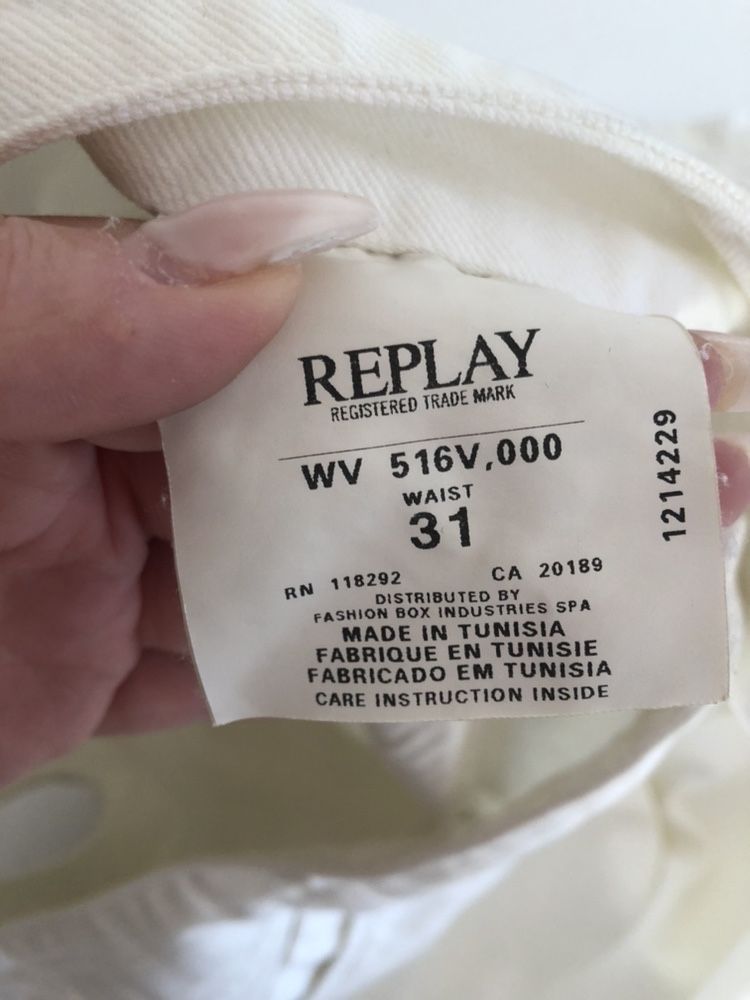 REPLAY
REGISTERED TRADE MARK
WV 516V,000
WAIST
31
RN 118292 CA 20189
DISTRIBUTED BY
FASHION BOX INDUSTRIES SPA
MADE IN TUNISIA
FABRIQUE EN TUNISIE
FABRICADO EM TUNISIA
CARE INSTRUCTION INSIDE
1214229